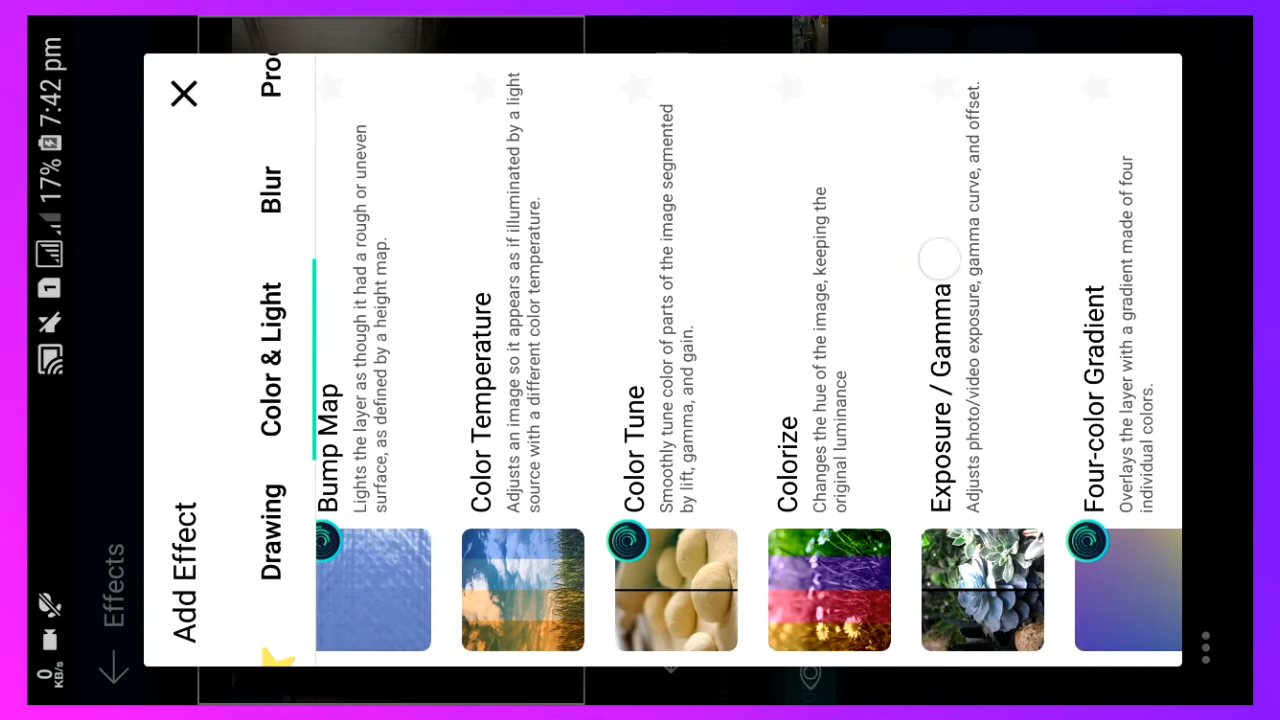 0
KB/s
17%
7:42 pm
1
Effects
Add Effect
Drawing
Color & Light
Blur
Proc
Bump Map
Lights the layer as though it had a rough or uneven
surface, as defined by a height map.
Color Temperature
Adjusts an image so it appears as if illuminated by a light
source with a different color temperature.
Color Tune
Smoothly tune color of parts of the image segmented
by lift, gamma, and gain.
Colorize
Changes the hue of the image, keeping the
original luminance
Exposure / Gamma
Adjusts photo/video exposure, gamma curve, and offset.
Four-color Gradient
Overlays the layer with a gradient made of four
individual colors.